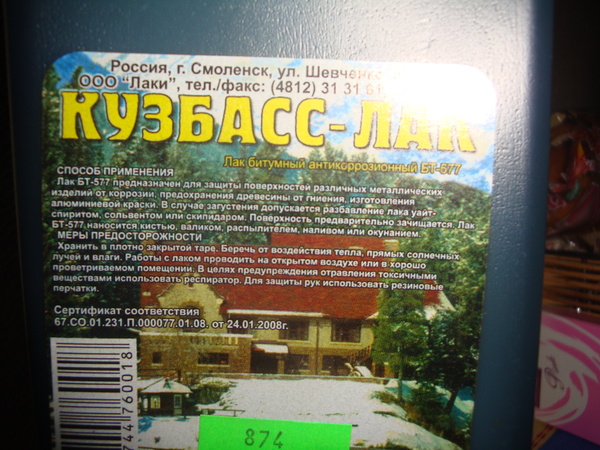 Россия, г. Смоленск, ул. Шевченко
ООО "Лаки", тел./факс: (4812) 31 31 61
КУЗБАСС-ЛАК
Лак битумный антикоррозионный БТ-577
СПОСОБ ПРИМЕНЕНИЯ
Лак БТ-577 предназначен для защиты поверхностей различных металлических
изделий от коррозии, предохранения древесины от гниения, изготовления
алюминиевой краски. В случае загустения допускается разбавление лака уайт-
спиритом, сольвентом или скипидаром. Поверхность предварительно зачищается. Лак
БТ-577 наносится кистью, валиком, распылителем, наливом или окунанием.
МЕРЫ ПРЕДОСТОРОЖНОСТИ
Хранить в плотно закрытой таре. Беречь от воздействия тепла, прямых солнечных
лучей и влаги. Работы с лаком проводить на открытом воздухе или в хорошо
проветриваемом помещении. В целях предупреждения отравления токсичными
веществами использовать респиратор. Для защиты рук использовать резиновые
перчатки.
Сертификат соответствия
67.СО.01.231.П.000077.01.08. от 24.01.2008г.
7441760018
874